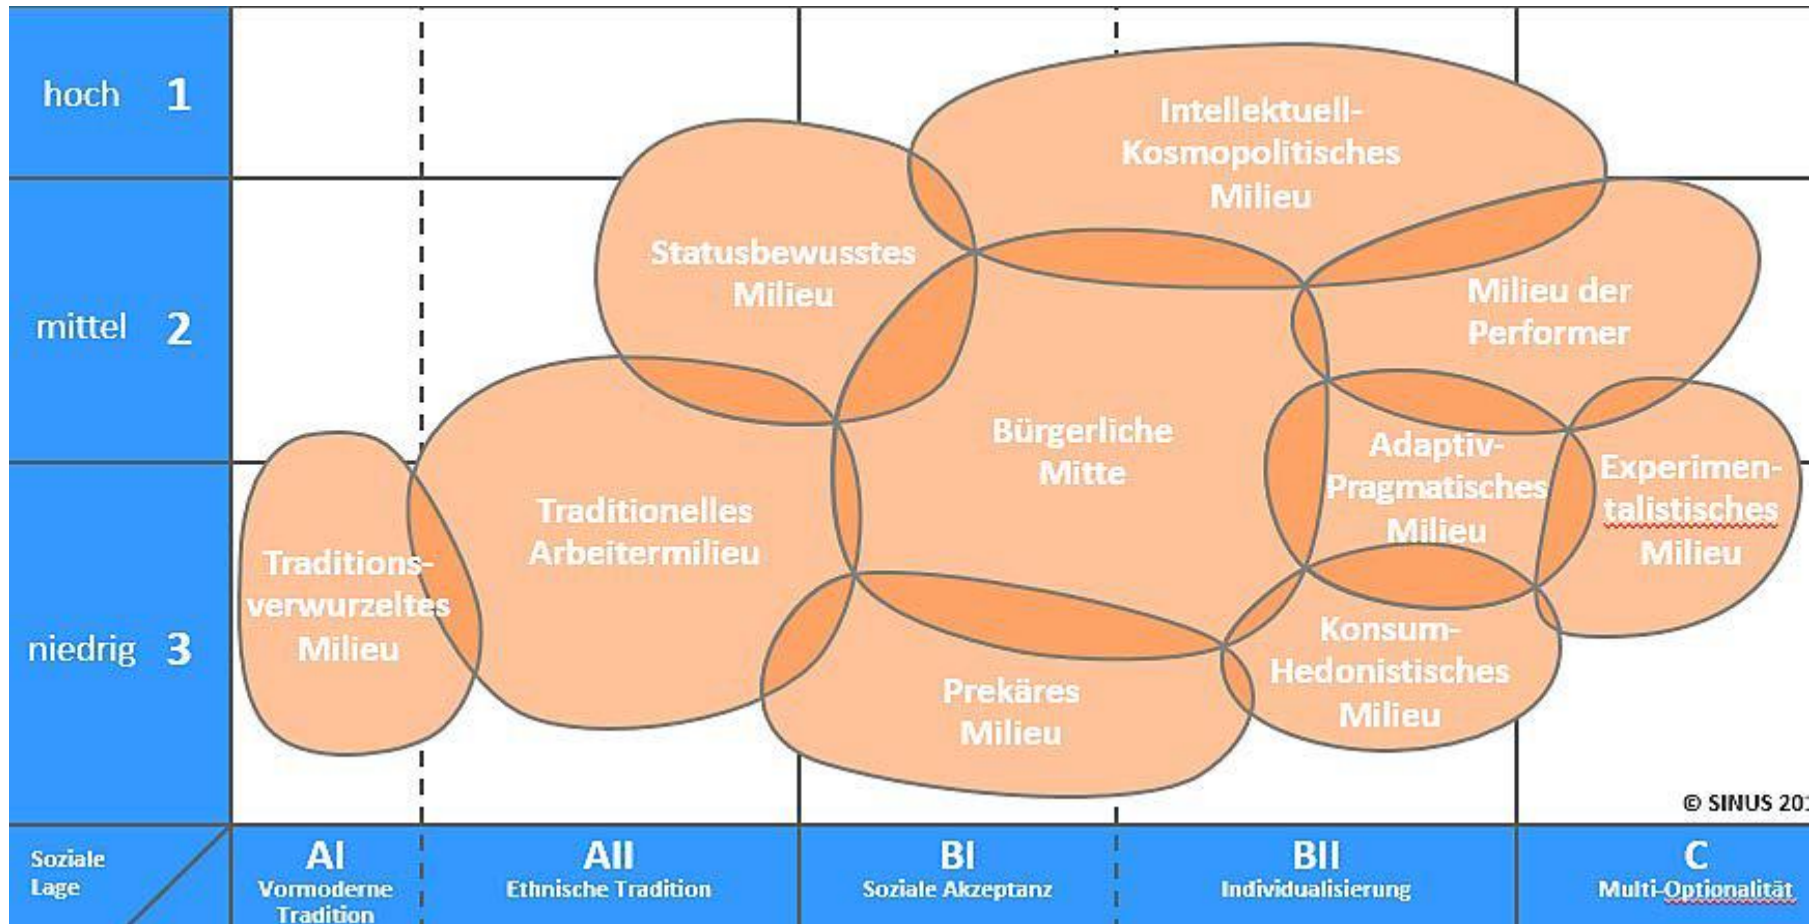 hoch 1
Intellektuell-
Kosmopolitisches
Milieu
Statusbewusstes
Milieu
mittel 2
Milieu der
Performer
Bürgerliche
Mitte
Adaptiv-
Pragmatisches
Milieu
Experimen-
talistisches
Milieu
Traditionelles
Arbeitermilieu
Traditions-
verwurzeltes
Milieu
niedrig 3
Konsum-
Hedonistisches
Milieu
Prekäres
Milieu
© SINUS
Soziale
Lage
AI
Vormoderne
Tradition
AII
Ethnische Tradition
BI
Soziale Akzeptanz
BII
Individualisierung
C
Multi-Optionalität